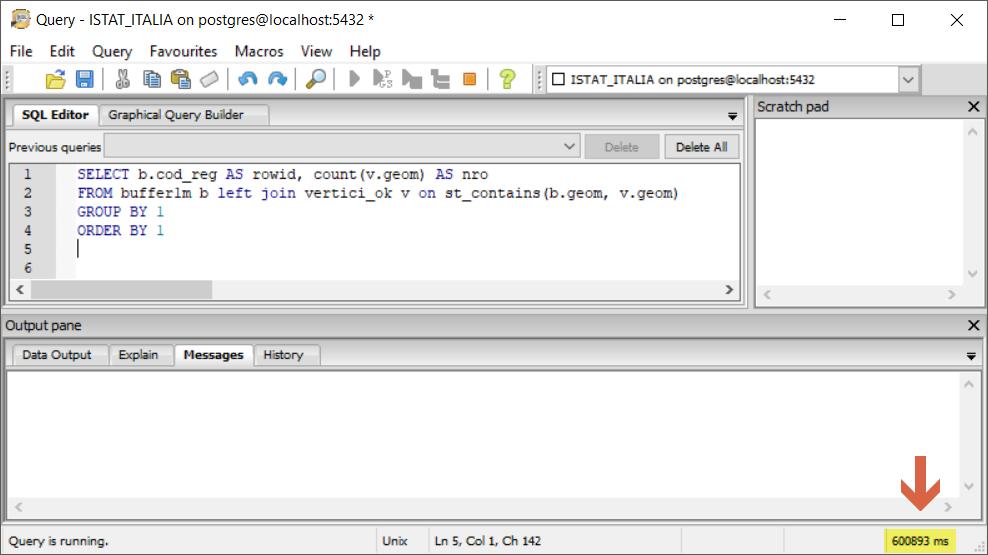 Query - ISTAT_ITALIA on postgres@localhost:5432 *
File Edit Query Favourites Macros View Help
ISTAT_ITALIA on postgres@localhost:5432
SQL Editor Graphical Query Builder
Scratch pad
Previous queries Delete Delete All
1 SELECT b.cod_reg AS rowid, count(v.geom) AS nro
2 FROM buffer1m b left join vertici_ok v on st_contains(b.geom, v.geom)
3 GROUP BY 1
4 ORDER BY 1
5
6
Output pane
Data Output Explain Messages History
Query is running. Unix Ln 5, Col 1, Ch 142 600893 ms